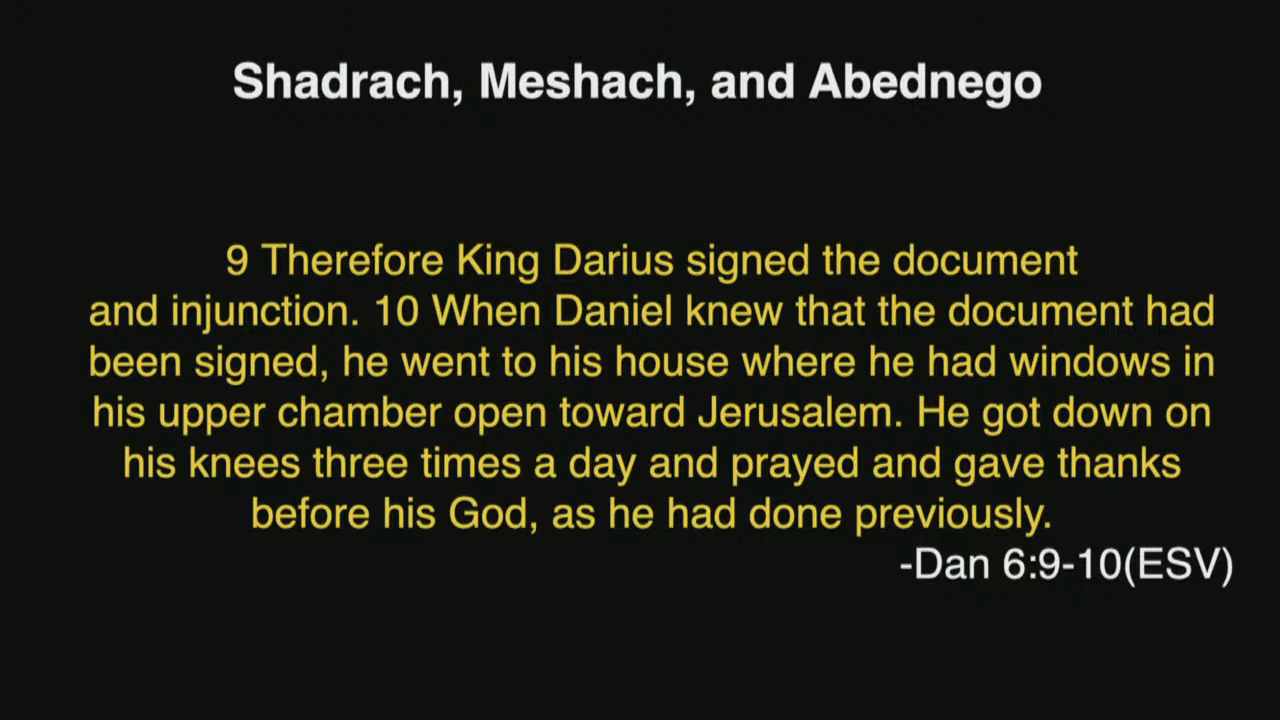 Shadrach, Meshach, and Abednego
9 Therefore King Darius signed the document
and injunction. 10 When Daniel knew that the document had
been signed, he went to his house where he had windows in
his upper chamber open toward Jerusalem. He got down on
his knees three times a day and prayed and gave thanks
before his God, as he had done previously.
-Dan 6:9-10(ESV)